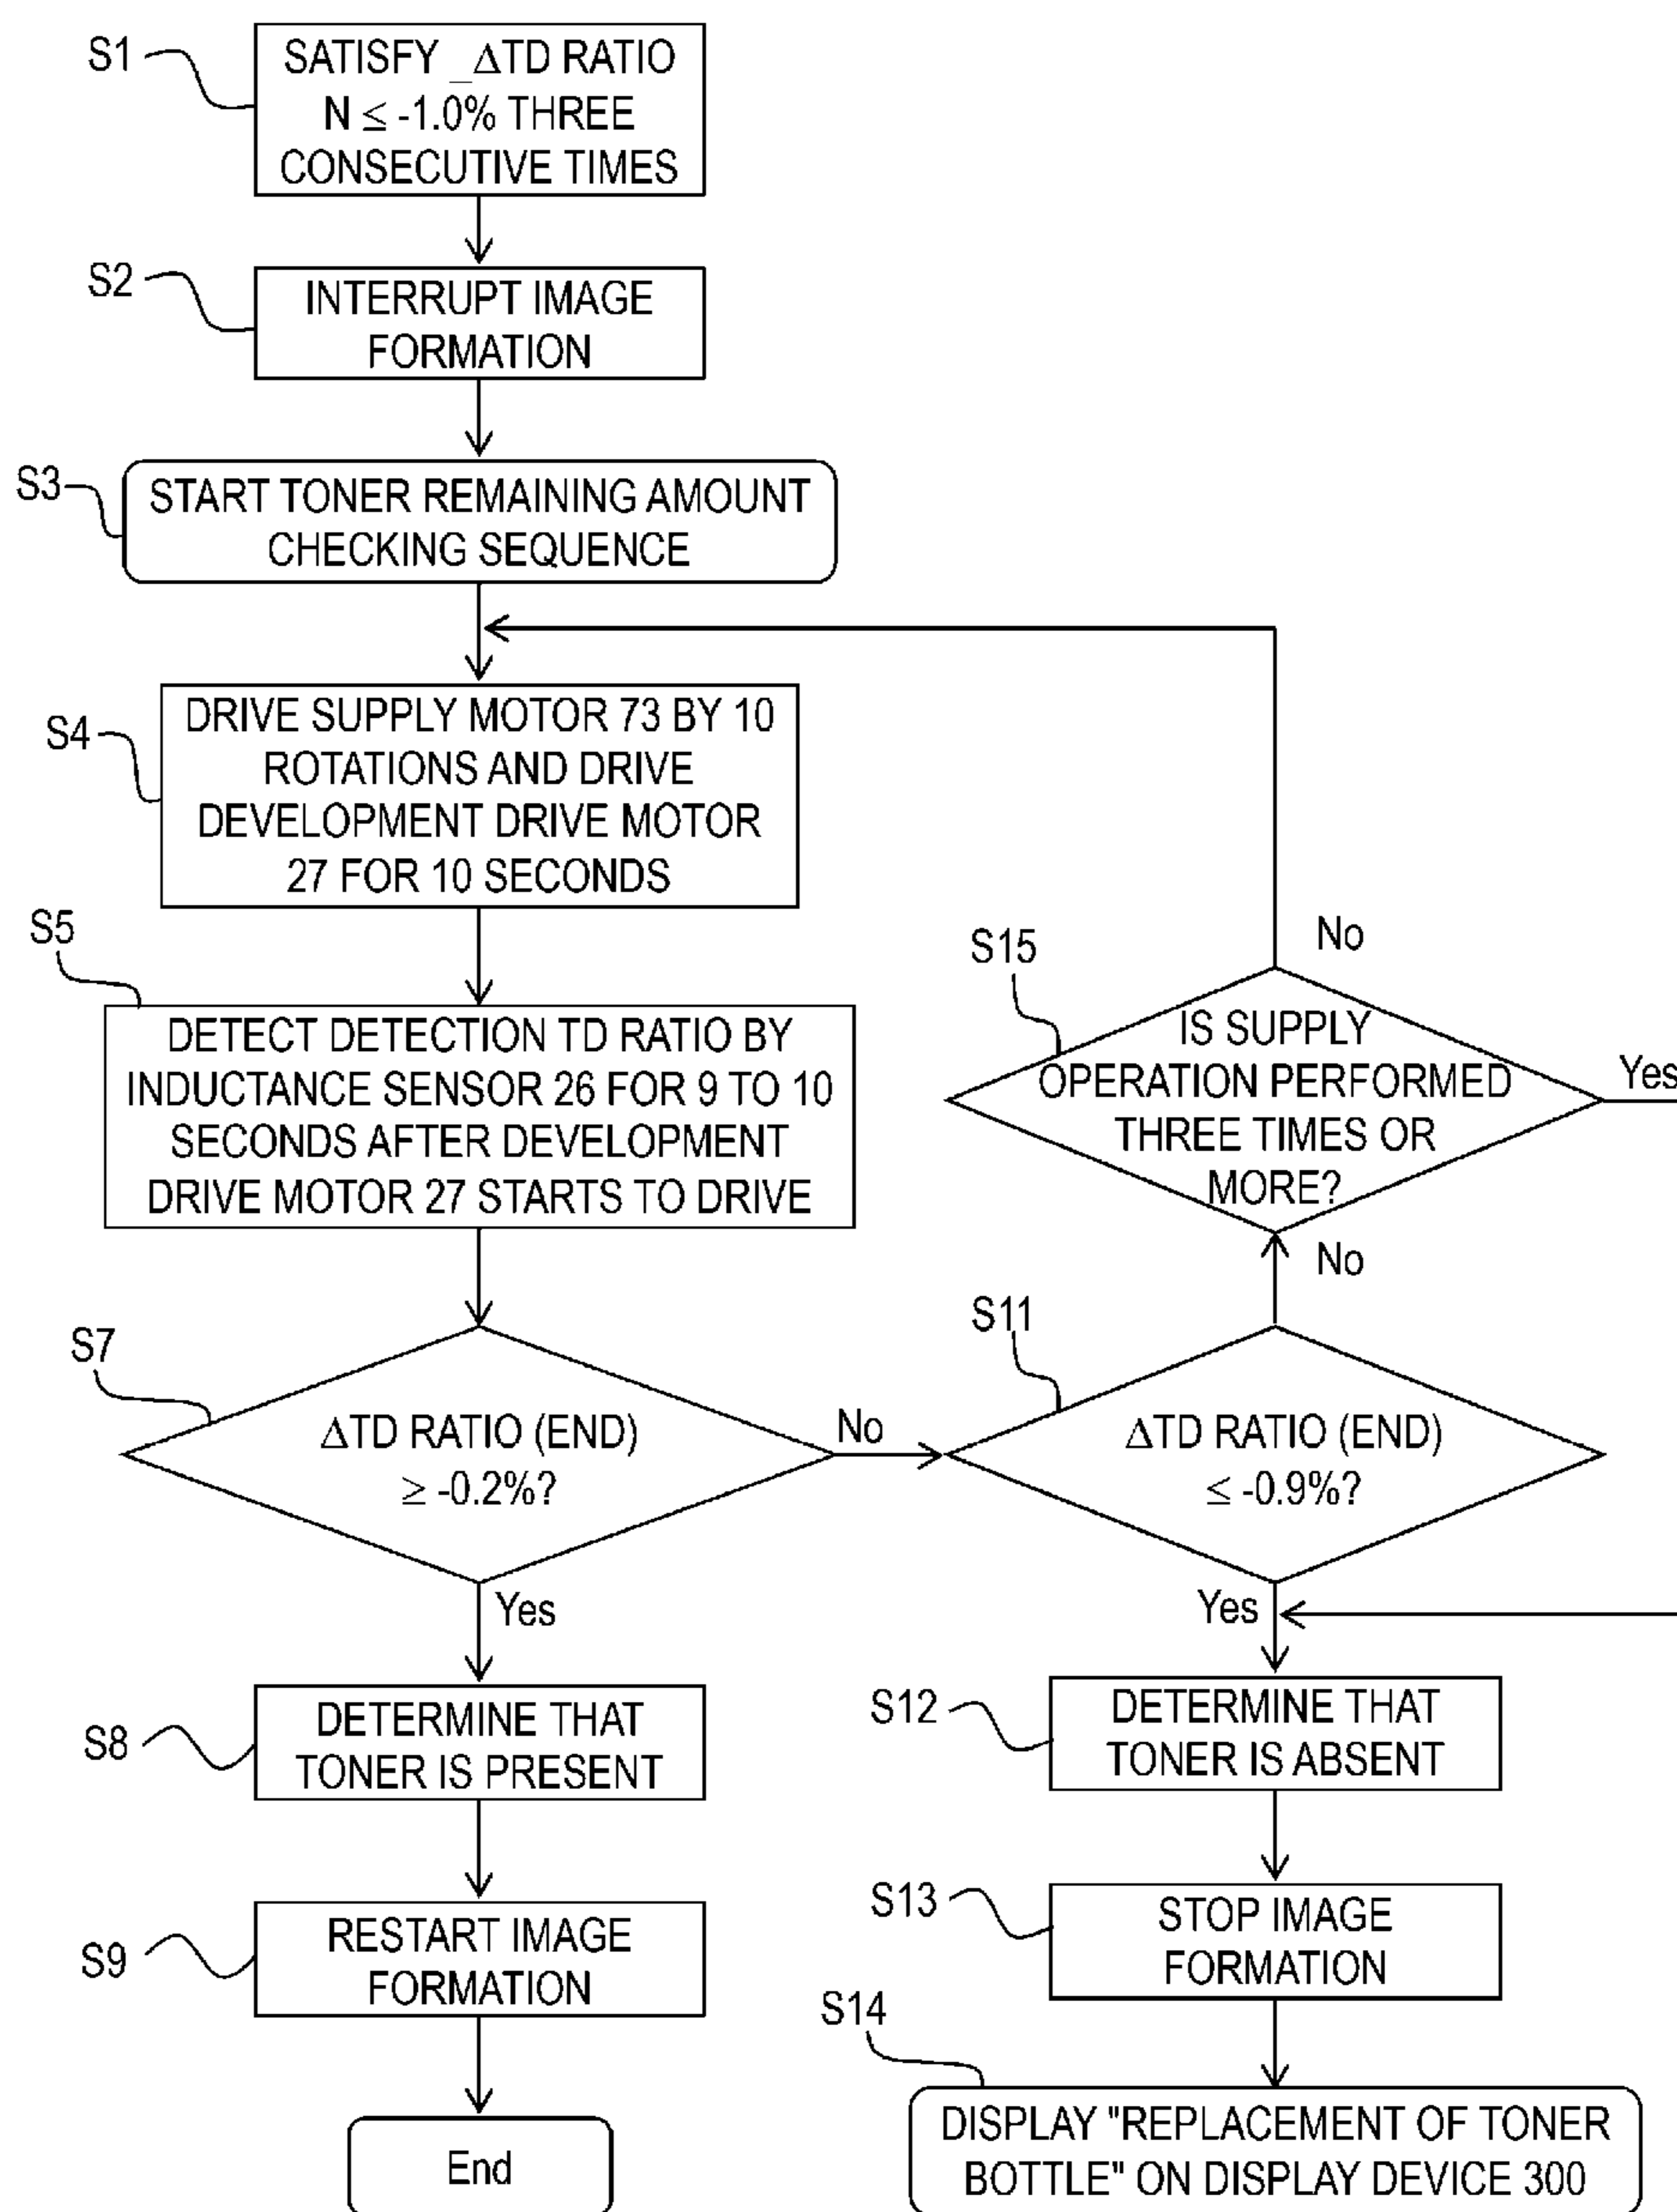 S1
SATISFY _ΔTD RATIO
N ≤ -1.0% THREE
CONSECUTIVE TIMES
S2
INTERRUPT IMAGE
FORMATION
S3
START TONER REMAINING AMOUNT
CHECKING SEQUENCE
S4
DRIVE SUPPLY MOTOR 73 BY 10
ROTATIONS AND DRIVE
DEVELOPMENT DRIVE MOTOR
27 FOR 10 SECONDS
S5
DETECT DETECTION TD RATIO BY
INDUCTANCE SENSOR 26 FOR 9 TO 10
SECONDS AFTER DEVELOPMENT
DRIVE MOTOR 27 STARTS TO DRIVE
S7
ΔTD RATIO (END)
≥ -0.2%?
No
Yes
S8
DETERMINE THAT
TONER IS PRESENT
S9
RESTART IMAGE
FORMATION
End
S15
No
IS SUPPLY
OPERATION PERFORMED
THREE TIMES OR
MORE?
Yes
No
S11
ΔTD RATIO (END)
≤ -0.9%?
Yes
S12
DETERMINE THAT
TONER IS ABSENT
S13
STOP IMAGE
FORMATION
S14
DISPLAY "REPLACEMENT OF TONER
BOTTLE" ON DISPLAY DEVICE 300